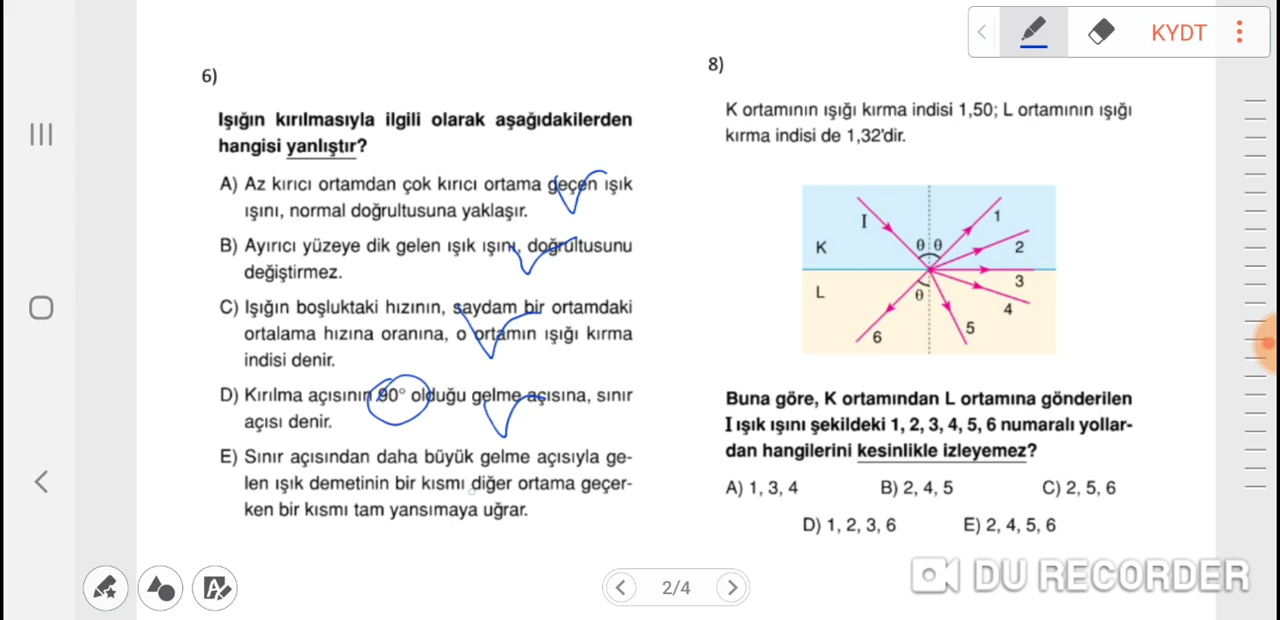 KYDT
6)
Işığın kırılmasıyla ilgili olarak aşağıdakilerden
hangisi yanlıştır?
A) Az kırıcı ortamdan çok kırıcı ortama geçen ışık
ışını, normal doğrultusuna yaklaşır.
B) Ayırıcı yüzeye dik gelen ışık ışını, doğrultusunu
değiştirmez.
C) Işığın boşluktaki hızının, saydam bir ortamdaki
ortalama hızına oranına, o ortamın ışığı kırma
indisi denir.
D) Kırılma açısının 90° olduğu gelme açısına, sınır
açısı denir.
E) Sınır açısından daha büyük gelme açısıyla ge-
len ışık demetinin bir kısmı diğer ortama geçer-
ken bir kısmı tam yansımaya uğrar.
8)
K ortamının ışığı kırma indisi 1,50; L ortamının ışığı
kırma indisi de 1,32'dir.
I
1
K
θ θ
2
L
θ
3
4
5
6
Buna göre, K ortamından L ortamına gönderilen
I ışık ışını şekildeki 1, 2, 3, 4, 5, 6 numaralı yollar-
dan hangilerini kesinlikle izleyemez?
A) 1, 3, 4
B) 2, 4, 5
C) 2, 5, 6
D) 1, 2, 3, 6
E) 2, 4, 5, 6
2/4
DU RECORDER